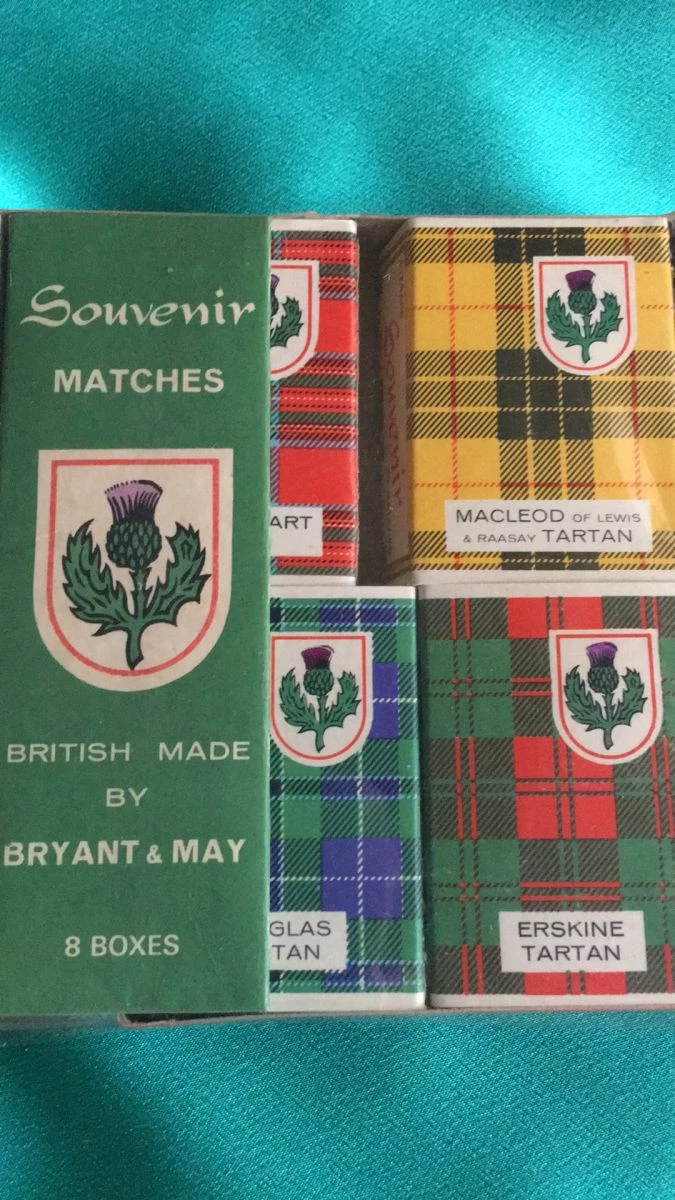 Souvenir
MATCHES
BRITISH MADE
BY
BRYANT & MAY
8 BOXES
ART
Souvenir
MACLEOD OF LEWIS
& RAASAY TARTAN
GLAS
TAN
ERSKINE
TARTAN